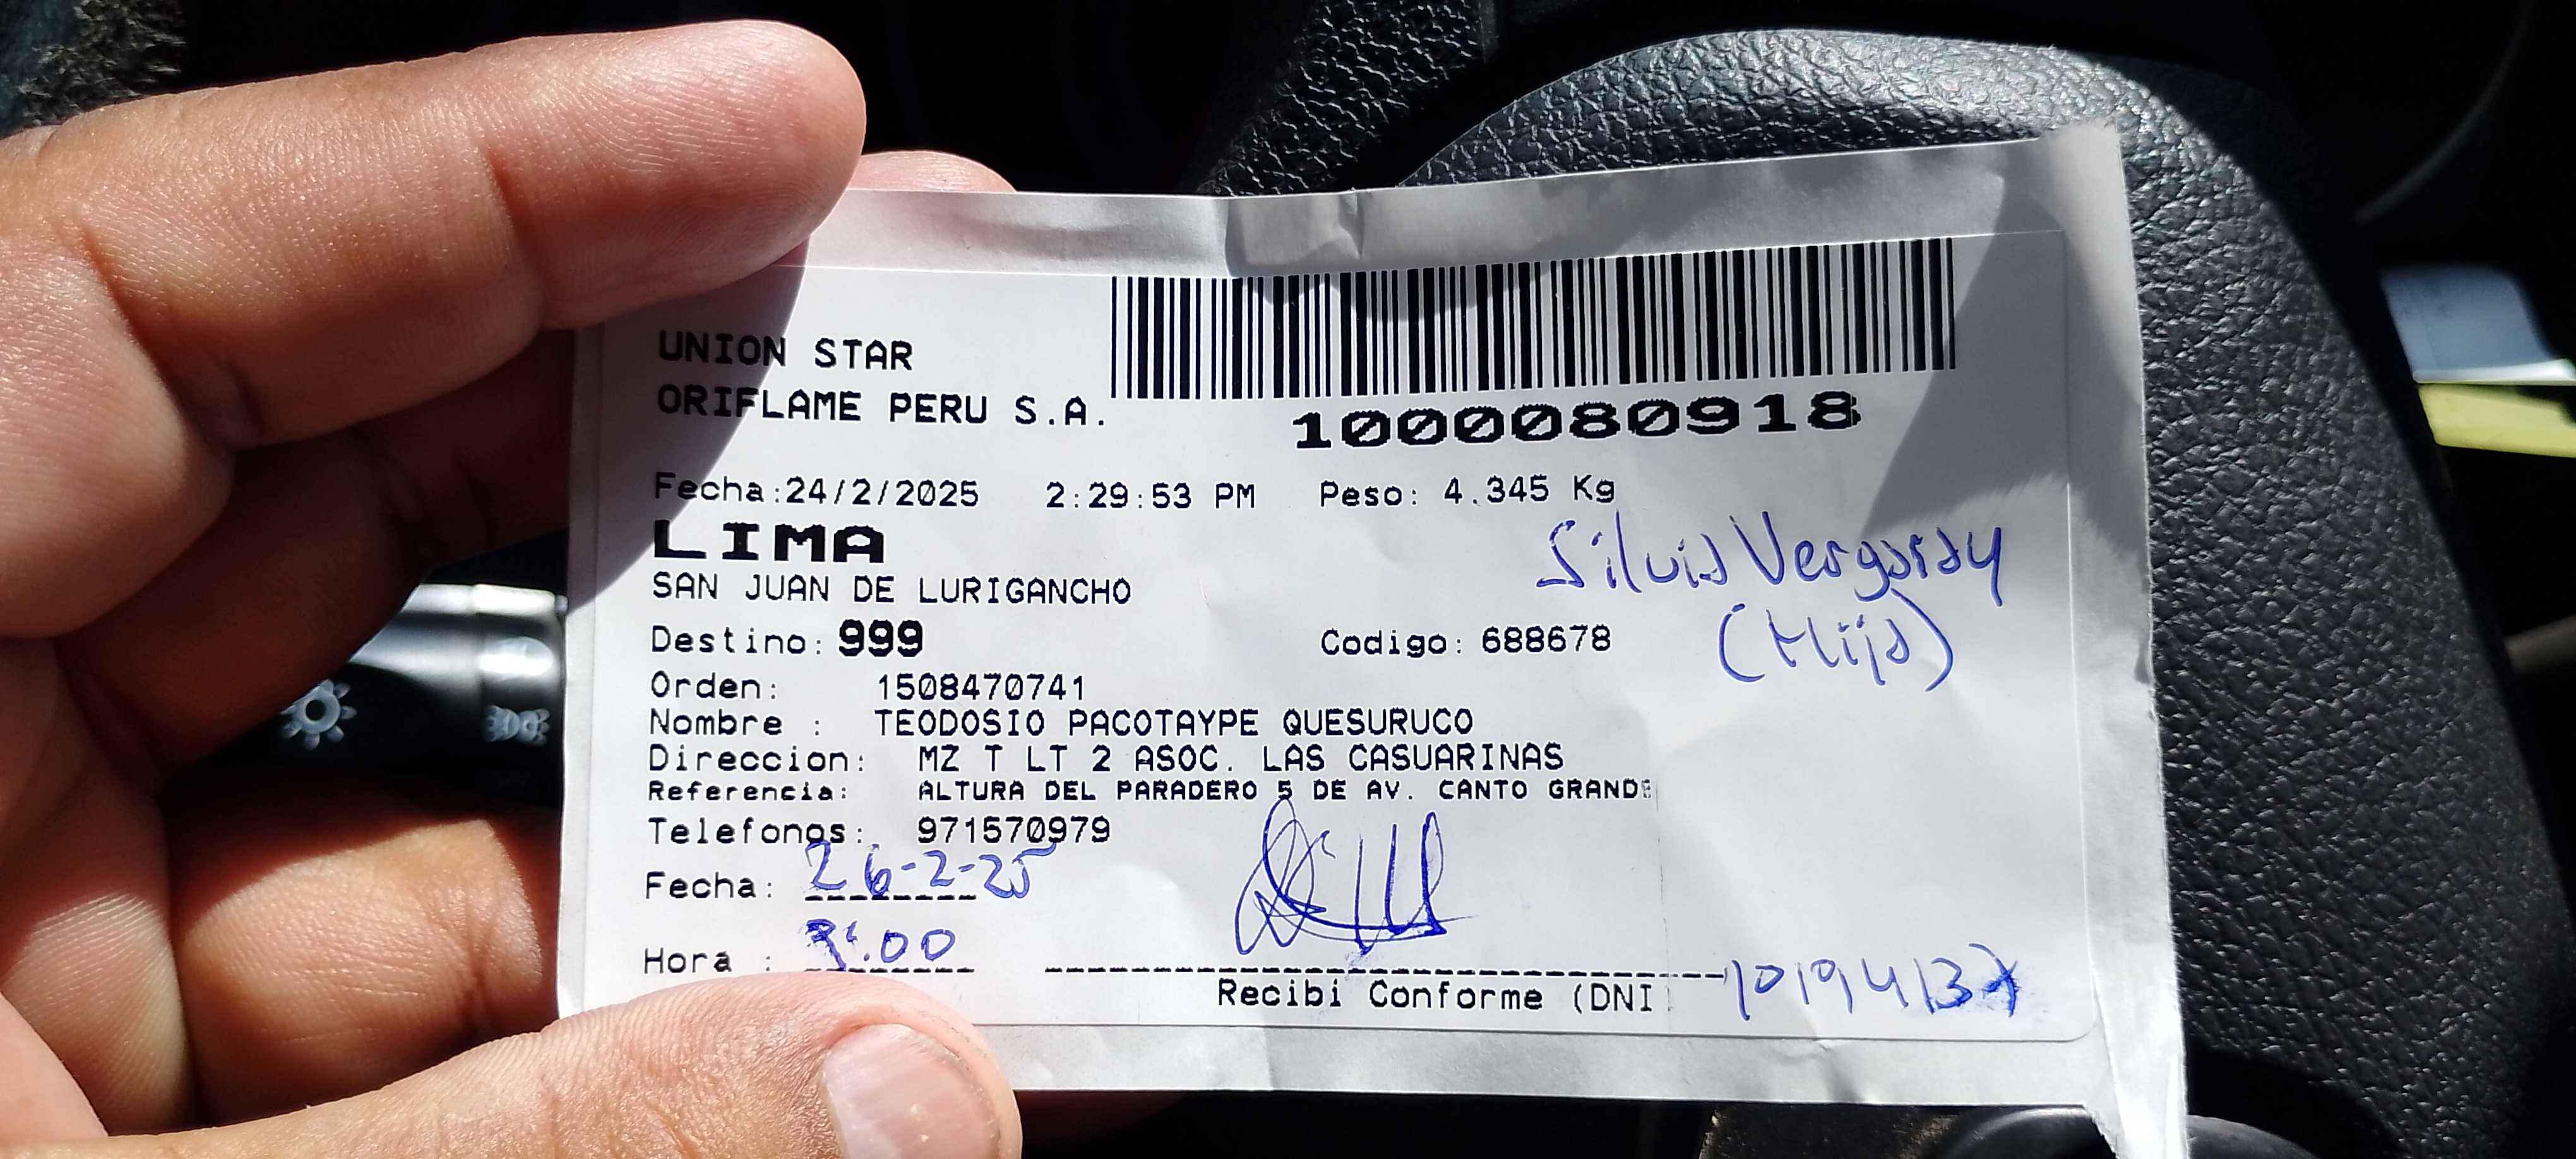 UNION STAR
ORIFLAME PERU S.A.
1000080918
Fecha:24/2/2025 2:29:53 PM Peso: 4.345 Kg
LIMA
SAN JUAN DE LURIGANCHO
Silvia Vergaray
(Hija)
Destino: 999 Codigo: 688678
Orden: 1508470741
Nombre : TEODOSIO PACOTAYPE QUESURUCO
Direccion: MZ T LT 2 ASOC. LAS CASUARINAS
Referencia: ALTURA DEL PARADERO 5 DE AV. CANTO GRANDE
Telefonos: 971570979
Fecha: 26-2-25
Hora :
Recibi Conforme (DNI